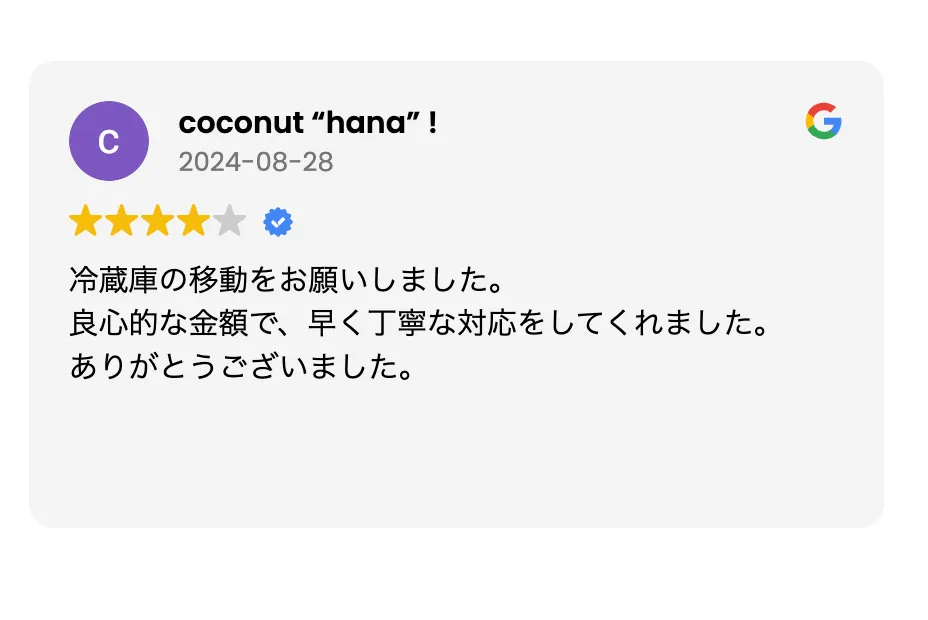 C
coconut “hana” !
2024-08-28
冷蔵庫の移動をお願いしました。
良心的な金額で、早く丁寧な対応をしてくれました。
ありがとうございました。